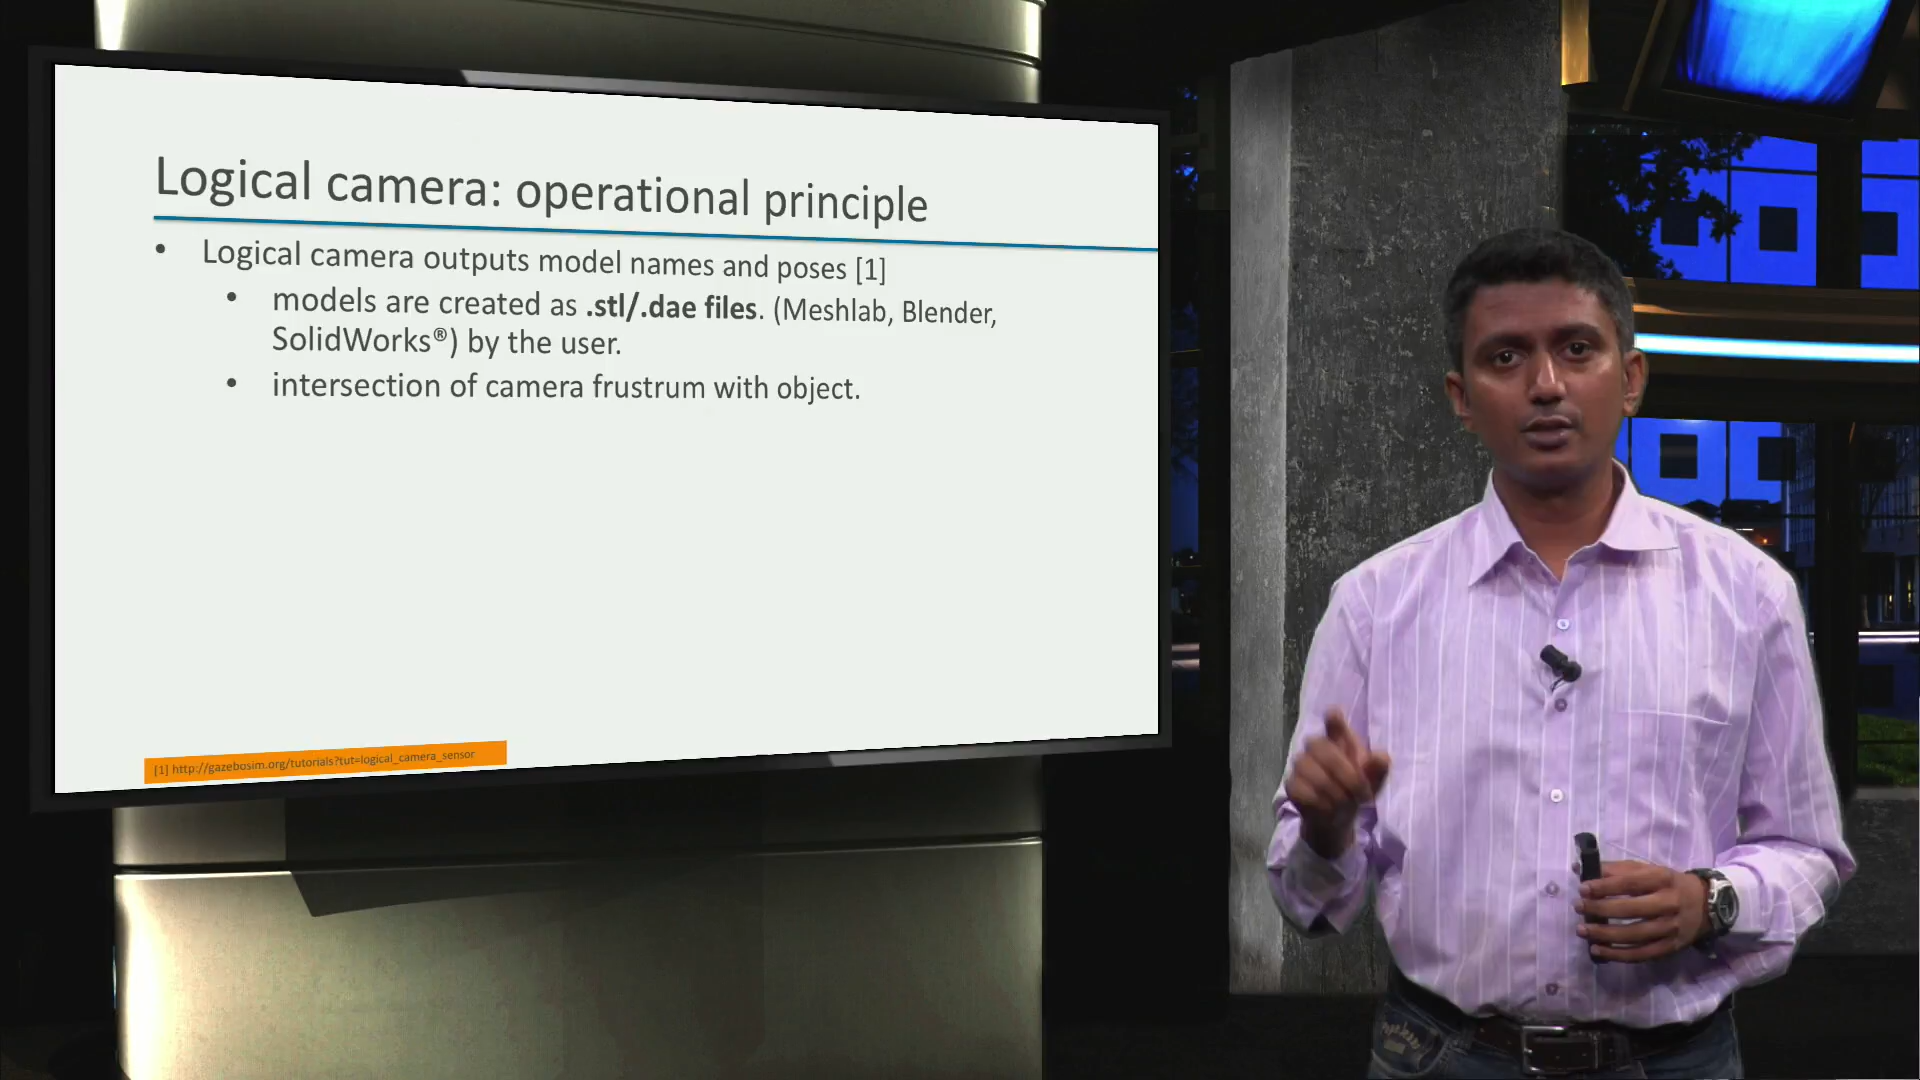 Logical camera: operational principle
• Logical camera outputs model names and poses [1]
• models are created as .stl/.dae files. (Meshlab, Blender,
SolidWorks®) by the user.
• intersection of camera frustrum with object.
[1] http://gazebosim.org/tutorials?tut=logical_camera_sensor